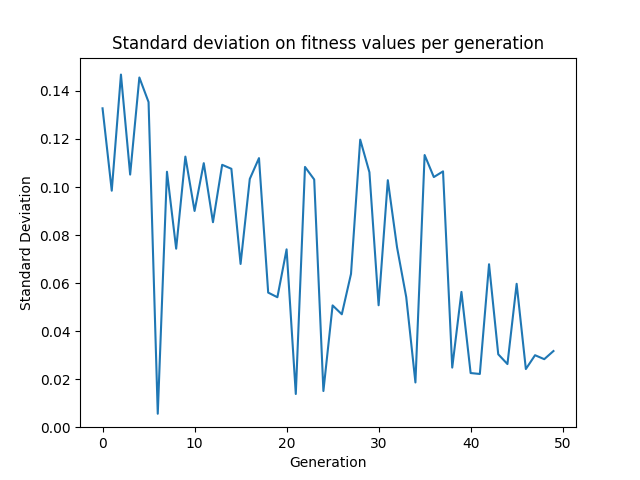 Standard deviation on fitness values per generation
Standard Deviation
0.14
0.12
0.10
0.08
0.06
0.04
0.02
0.00
0 10 20 30 40 50
Generation